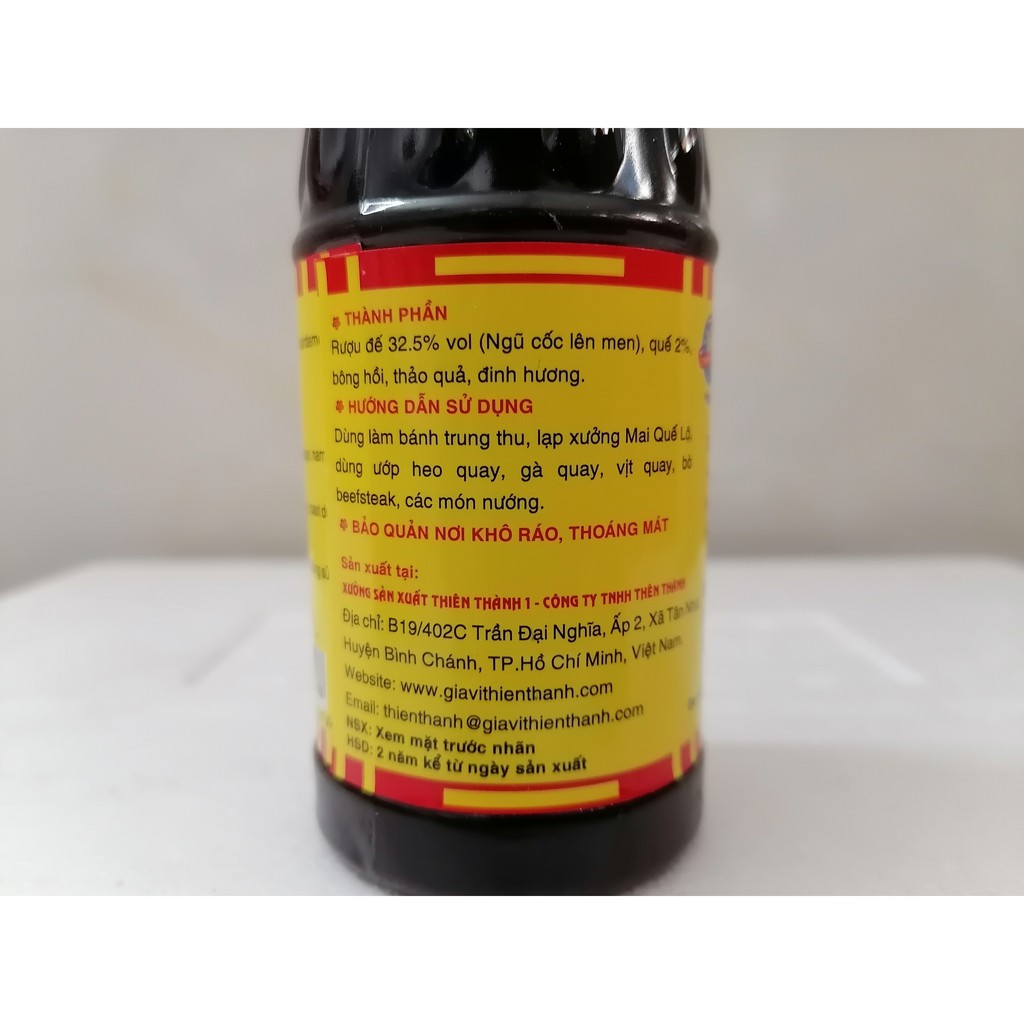 THÀNH PHẦN
Rượu đế 32.5% vol (Ngũ cốc lên men), quế 2%,
bông hồi, thảo quả, đinh hương.
HƯỚNG DẪN SỬ DỤNG
Dùng làm bánh trung thu, lạp xưởng Mai Quế Lộ,
dùng ướp heo quay, gà quay, vịt quay, bò
beefsteak, các món nướng.
BẢO QUẢN NƠI KHÔ RÁO, THOÁNG MÁT
Sản xuất tại:
XƯỞNG SẢN XUẤT THIÊN THÀNH 1 - CÔNG TY TNHH THIÊN THÀNH
Địa chỉ: B19/402C Trần Đại Nghĩa, Ấp 2, Xã Tân
Huyện Bình Chánh, TP.Hồ Chí Minh, Việt Nam.
Website: www.giavithienthanh.com
Email: thienthanh@giavithienthanh.com
NSX: Xem mặt trước nhãn
HSD: 2 năm kể từ ngày sản xuất